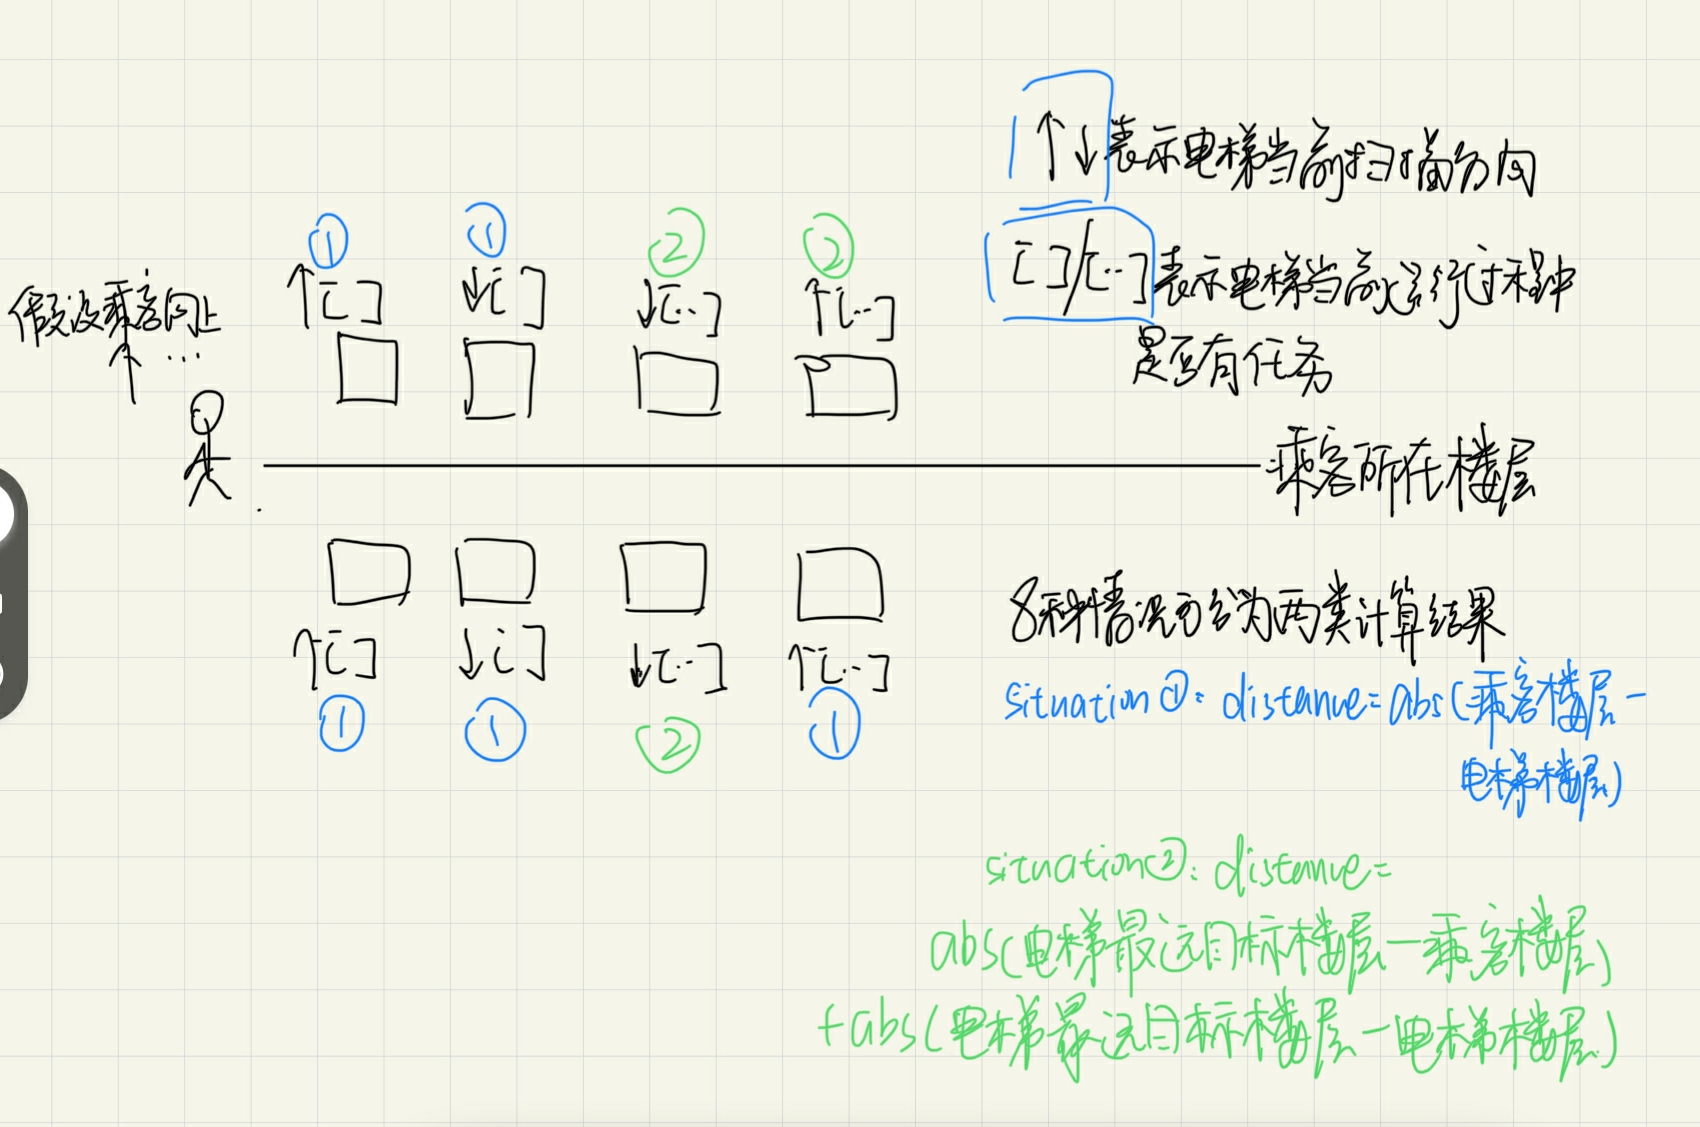 ↑↓表示电梯当前扫描方向
[ ]/[··]表示电梯当前运行过程中
是否有任务
① ① ② ②
↑[ ] ↓[ ] ↓[··] ↑[··]
假设乘客向上
↑ ...
乘客所在楼层
↑[ ] ↓[ ] ↓[··] ↑[··]
① ① ② ①
8种情况可分为两类计算结果
situation①: distance=abs(乘客楼层-
电梯楼层)
situation②: distance=
abs(电梯最远目标楼层-乘客楼层)
+abs(电梯最远目标楼层-电梯楼层)